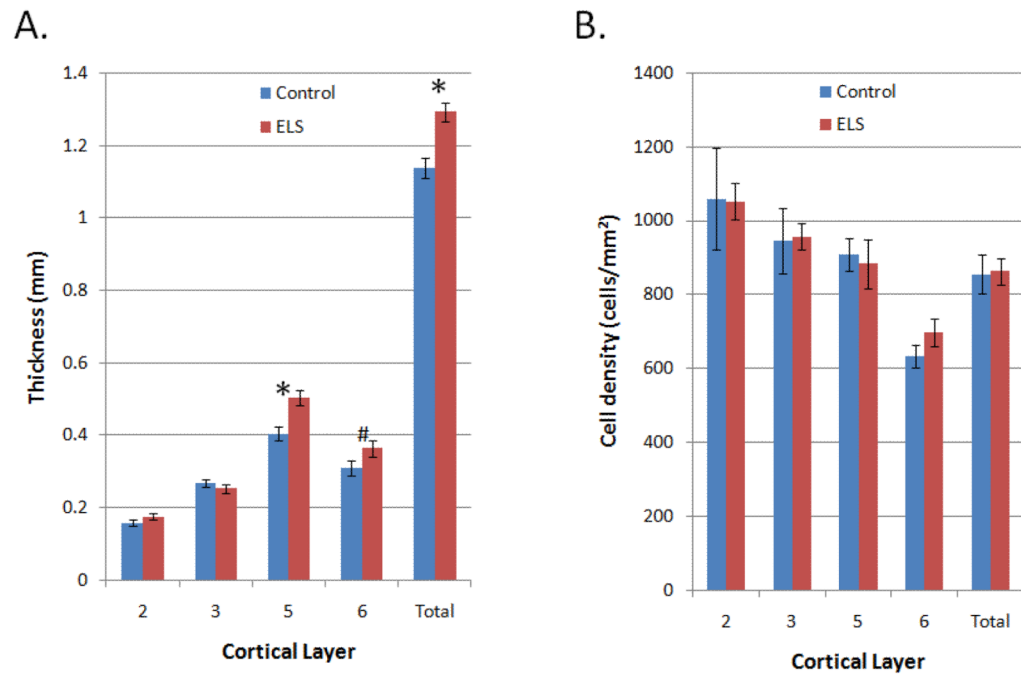 A.
1.4
1.2
1
0.8
0.6
0.4
0.2
0
Thickness (mm)
Control
ELS
*
*
#
2 3 5 6 Total
Cortical Layer
B.
1400
1200
1000
800
600
400
200
0
Cell density (cells/mm²)
Control
ELS
2 3 5 6 Total
Cortical Layer